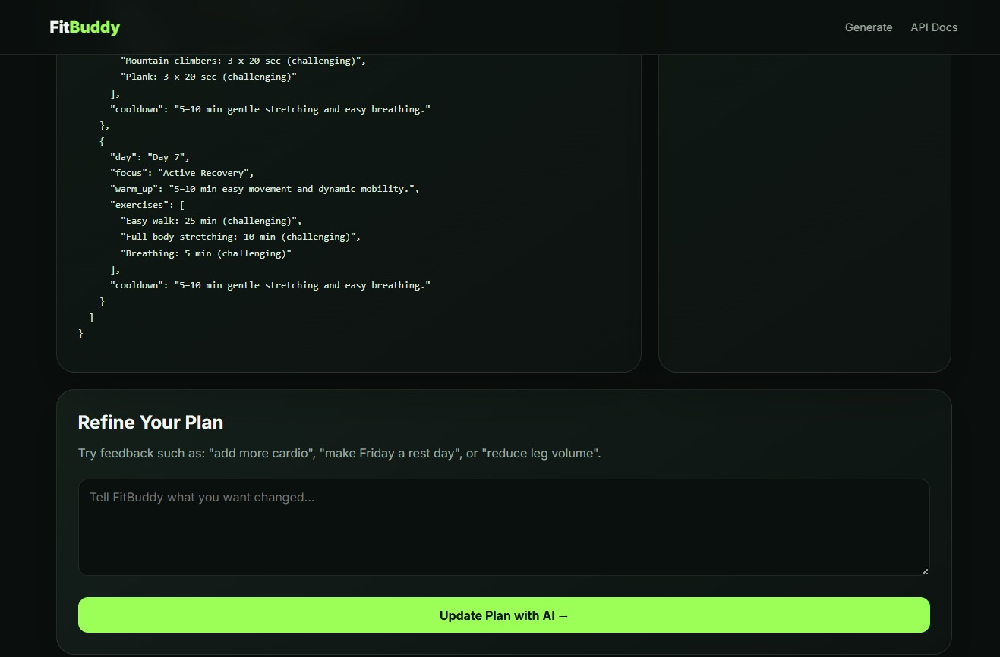 FitBuddy
Generate
API Docs
"Mountain climbers: 3 x 20 sec (challenging)",
"Plank: 3 x 20 sec (challenging)"
],
"cooldown": "5–10 min gentle stretching and easy breathing."
},
{
"day": "Day 7",
"focus": "Active Recovery",
"warm_up": "5–10 min easy movement and dynamic mobility.",
"exercises": [
"Easy walk: 25 min (challenging)",
"Full-body stretching: 10 min (challenging)",
"Breathing: 5 min (challenging)"
],
"cooldown": "5–10 min gentle stretching and easy breathing."
}
]
}
Refine Your Plan
Try feedback such as: "add more cardio", "make Friday a rest day", or "reduce leg volume".
Tell FitBuddy what you want changed...
Update Plan with AI →